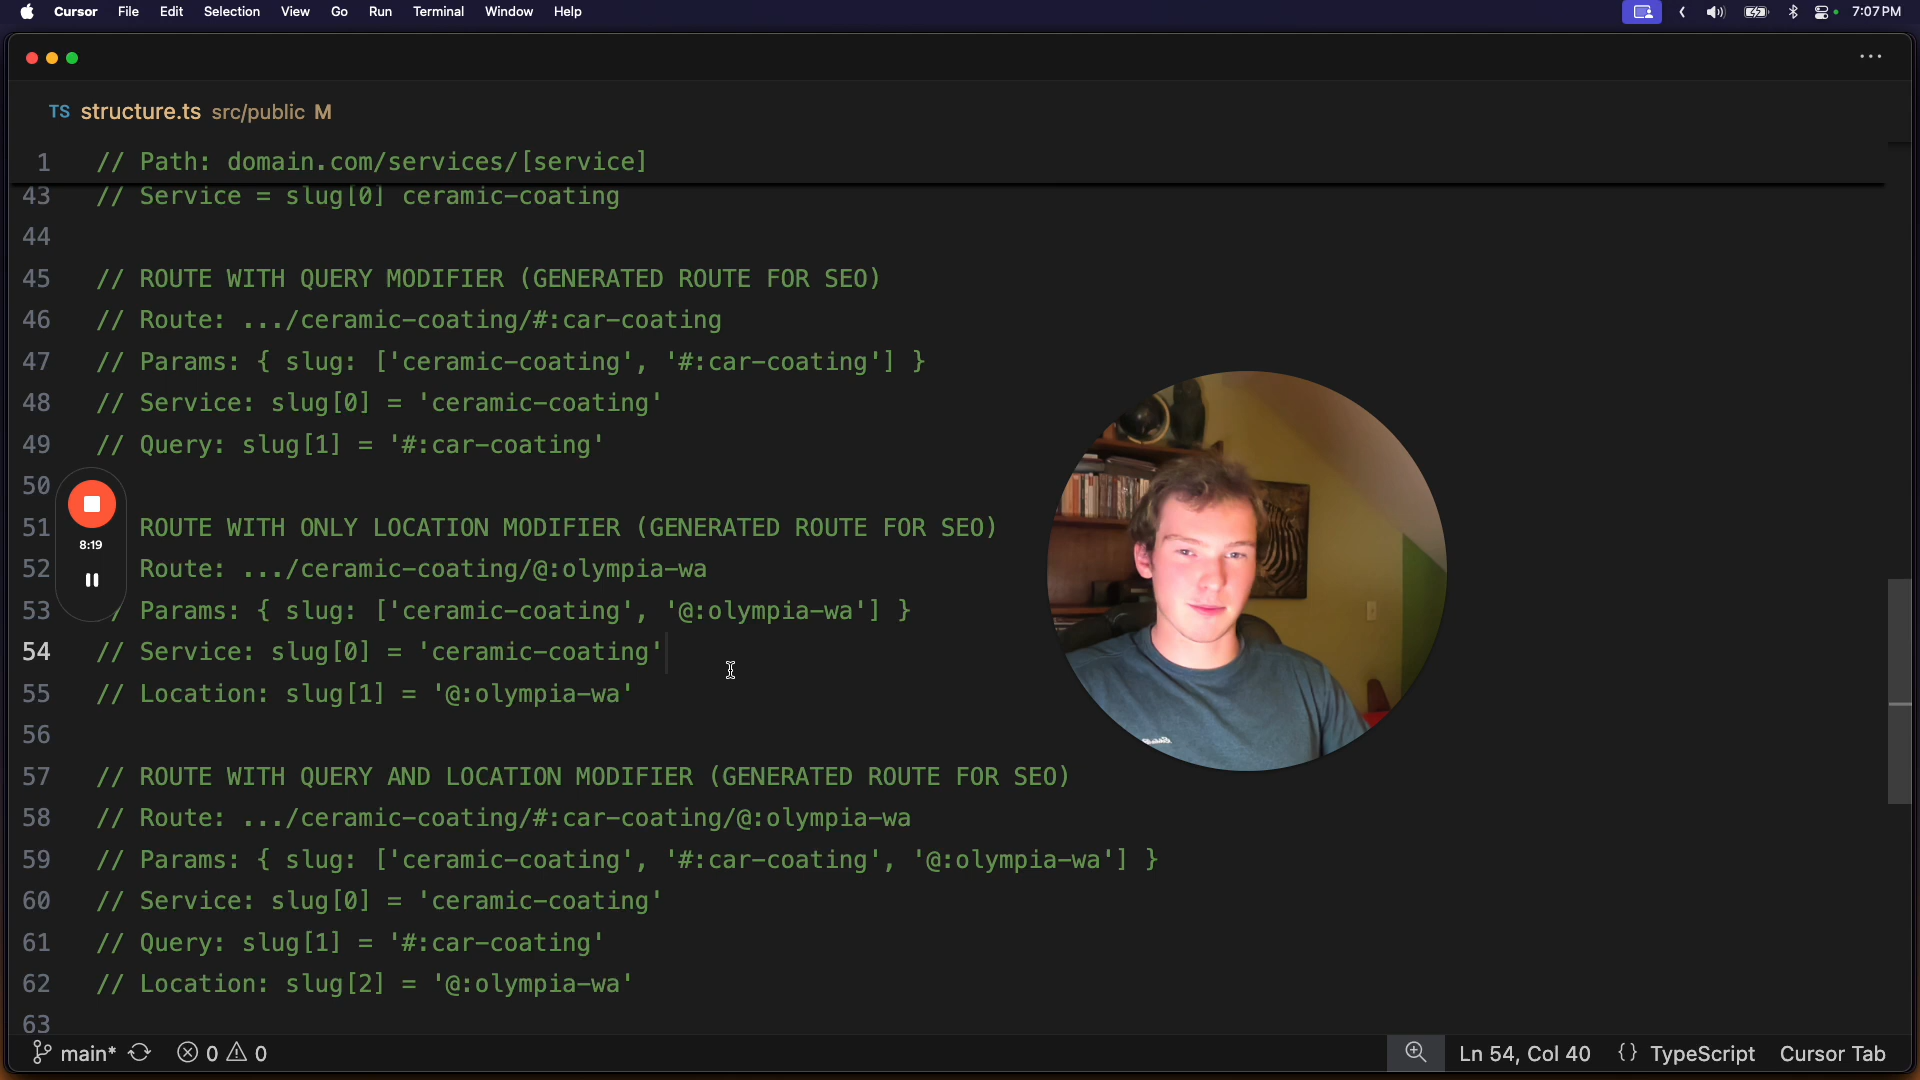 Cursor File Edit Selection View Go Run Terminal Window Help 7:07 PM
TS structure.ts src/public M
1 // Path: domain.com/services/[service]
43 // Service = slug[0] ceramic-coating
44
45 // ROUTE WITH QUERY MODIFIER (GENERATED ROUTE FOR SEO)
46 // Route: .../ceramic-coating/#:car-coating
47 // Params: { slug: ['ceramic-coating', '#:car-coating'] }
48 // Service: slug[0] = 'ceramic-coating'
49 // Query: slug[1] = '#:car-coating'
50
51 ROUTE WITH ONLY LOCATION MODIFIER (GENERATED ROUTE FOR SEO)
8:19
52 Route: .../ceramic-coating/@:olympia-wa
53 / Params: { slug: ['ceramic-coating', '@:olympia-wa'] }
54 // Service: slug[0] = 'ceramic-coating'
55 // Location: slug[1] = '@:olympia-wa'
56
57 // ROUTE WITH QUERY AND LOCATION MODIFIER (GENERATED ROUTE FOR SEO)
58 // Route: .../ceramic-coating/#:car-coating/@:olympia-wa
59 // Params: { slug: ['ceramic-coating', '#:car-coating', '@:olympia-wa'] }
60 // Service: slug[0] = 'ceramic-coating'
61 // Query: slug[1] = '#:car-coating'
62 // Location: slug[2] = '@:olympia-wa'
63
main* 0 0 Ln 54, Col 40 {} TypeScript Cursor Tab